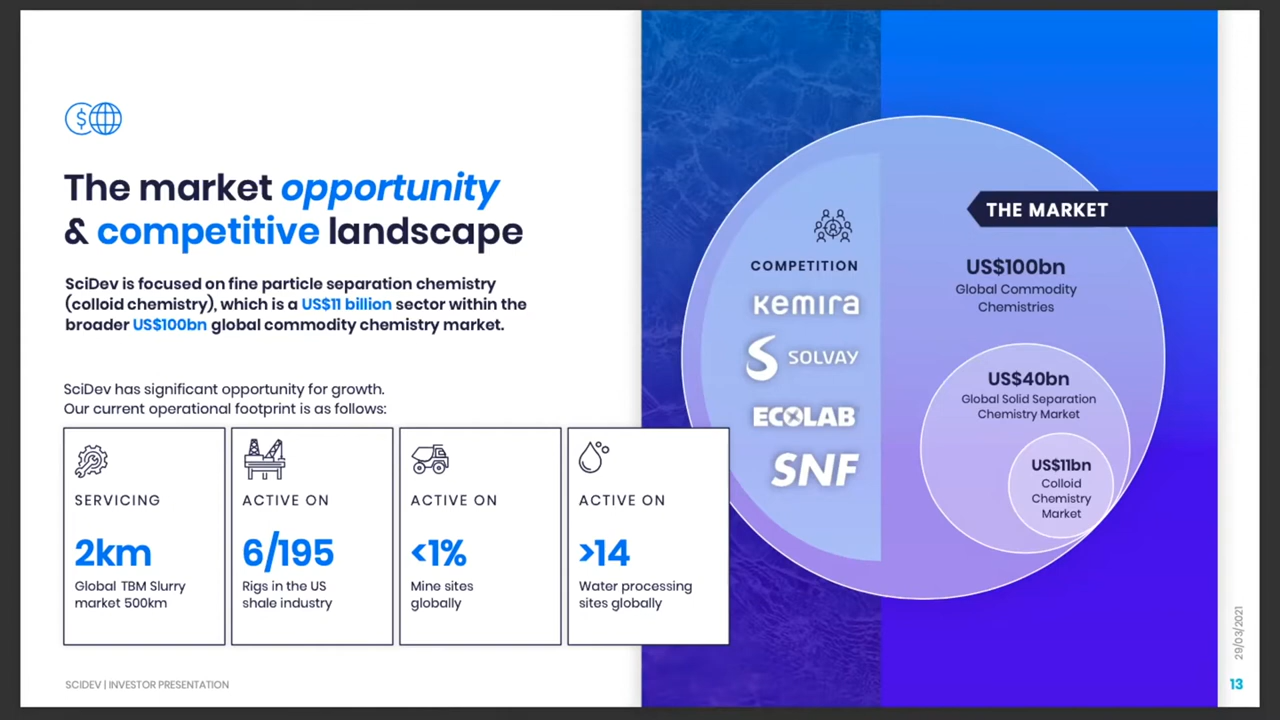 The market opportunity
& competitive landscape
SciDev is focused on fine particle separation chemistry
(colloid chemistry), which is a US$11 billion sector within the
broader US$100bn global commodity chemistry market.
SciDev has significant opportunity for growth.
Our current operational footprint is as follows:
SERVICING
2km
Global TBM Slurry
market 500km
ACTIVE ON
6/195
Rigs in the US
shale industry
ACTIVE ON
<1%
Mine sites
globally
ACTIVE ON
>14
Water processing
sites globally
COMPETITION
kemira
SOLVAY
ECOLAB
SNF
THE MARKET
US$100bn
Global Commodity
Chemistries
US$40bn
Global Solid Separation
Chemistry Market
US$11bn
Colloid
Chemistry
Market
SCIDEV | INVESTOR PRESENTATION
29/03/2021
13